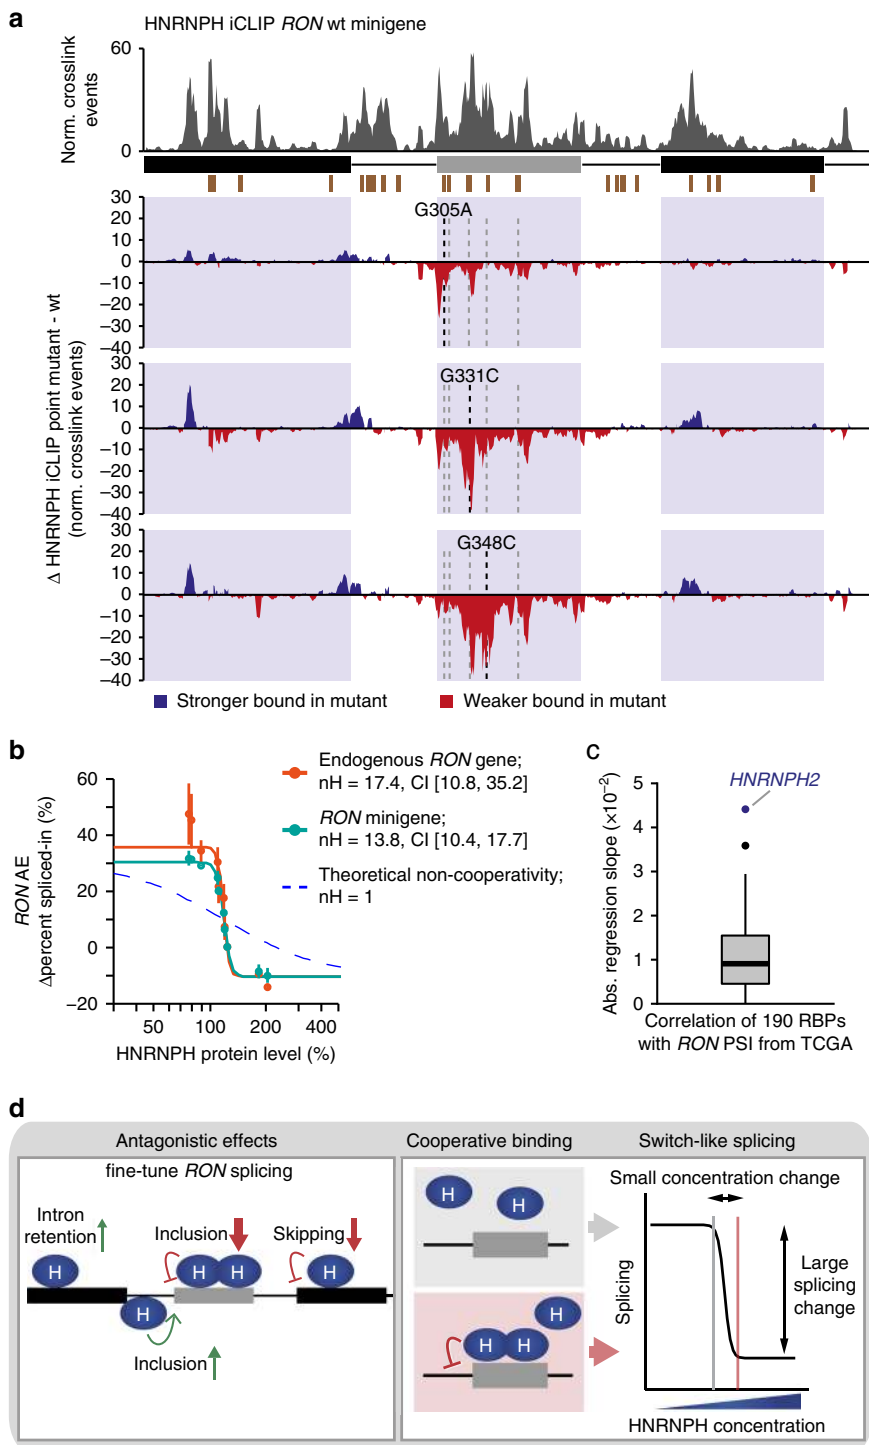 a
HNRNPH iCLIP RON wt minigene
Norm. crosslink
events
60
0
Δ HNRNPH iCLIP point mutant - wt
(norm. crosslink events)
30
20
10
0
−10
−20
−30
−40
G305A
30
20
10
0
−10
−20
−30
−40
G331C
30
20
10
0
−10
−20
−30
−40
G348C
Stronger bound in mutant
Weaker bound in mutant
b
RON AE
Δpercent spliced-in (%)
60
40
20
0
−20
50
100
200
400
HNRNPH protein level (%)
Endogenous RON gene;
nH = 17.4, CI [10.8, 35.2]
RON minigene;
nH = 13.8, CI [10.4, 17.7]
Theoretical non-cooperativity;
nH = 1
c
Abs. regression slope (×10−2)
5
4
3
2
1
0
HNRNPH2
Correlation of 190 RBPs
with RON PSI from TCGA
d
Antagonistic effects
fine-tune RON splicing
Intron
retention
Inclusion
Skipping
H
H
H
H
H
Inclusion
Cooperative binding
H
H
H
H
H
Switch-like splicing
Small concentration change
Splicing
Large
splicing
change
HNRNPH concentration